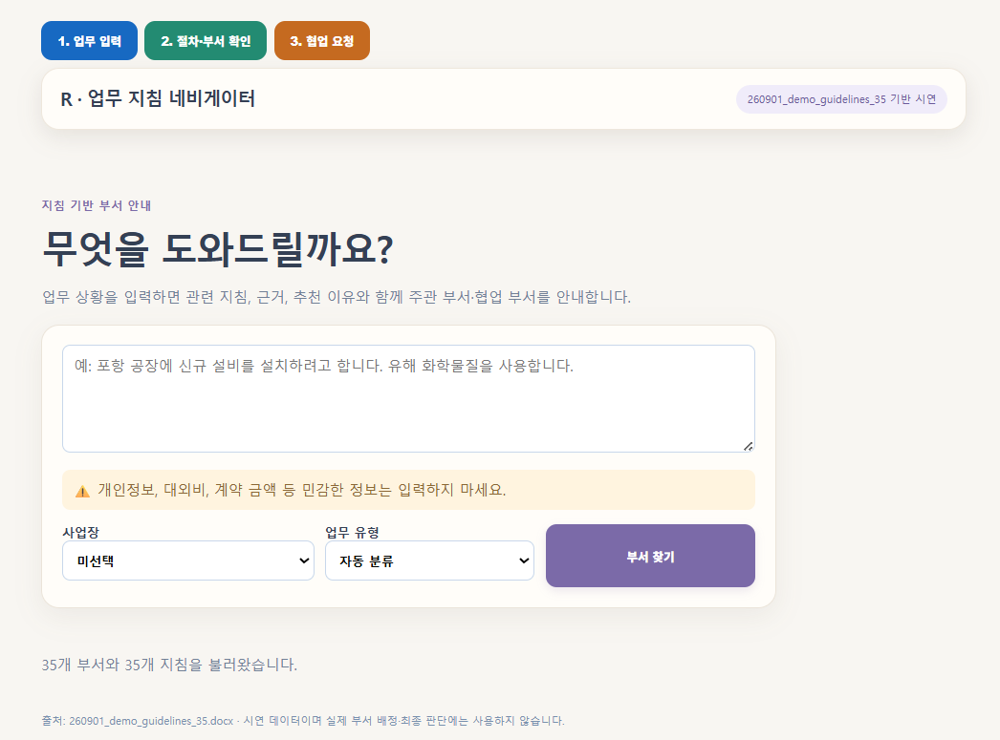 1. 업무 입력
2. 절차·부서 확인
3. 협업 요청
R · 업무 지침 네비게이터
260901_demo_guidelines_35 기반 시연
지침 기반 부서 안내
무엇을 도와드릴까요?
업무 상황을 입력하면 관련 지침, 근거, 추천 이유와 함께 주관 부서·협업 부서를 안내합니다.
예: 포항 공장에 신규 설비를 설치하려고 합니다. 유해 화학물질을 사용합니다.
개인정보, 대외비, 계약 금액 등 민감한 정보는 입력하지 마세요.
사업장
미선택
업무 유형
자동 분류
부서 찾기
35개 부서와 35개 지침을 불러왔습니다.
출처: 260901_demo_guidelines_35.docx · 시연 데이터이며 실제 부서 배정·최종 판단에는 사용하지 않습니다.